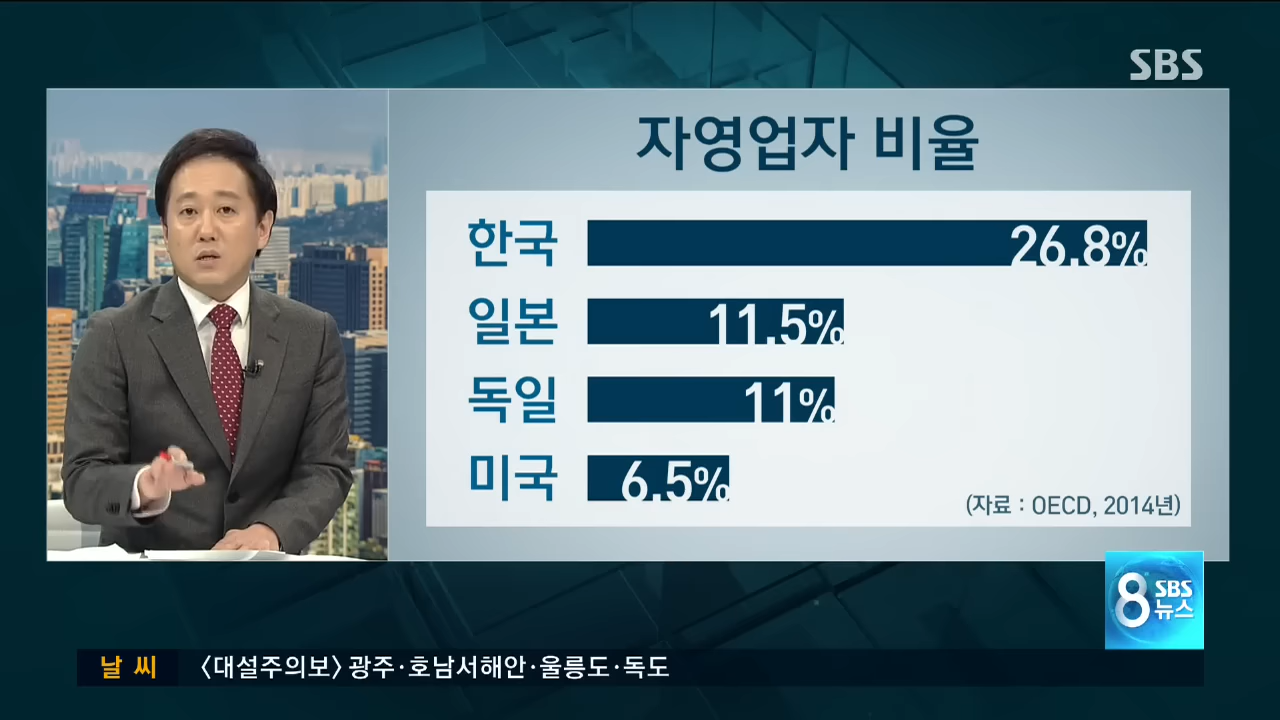 SBS
자영업자 비율
한국 26.8%
일본 11.5%
독일 11%
미국 6.5%
(자료 : OECD, 2014년)
8 SBS
뉴스
날씨 〈대설주의보〉 광주·호남서해안·울릉도·독도